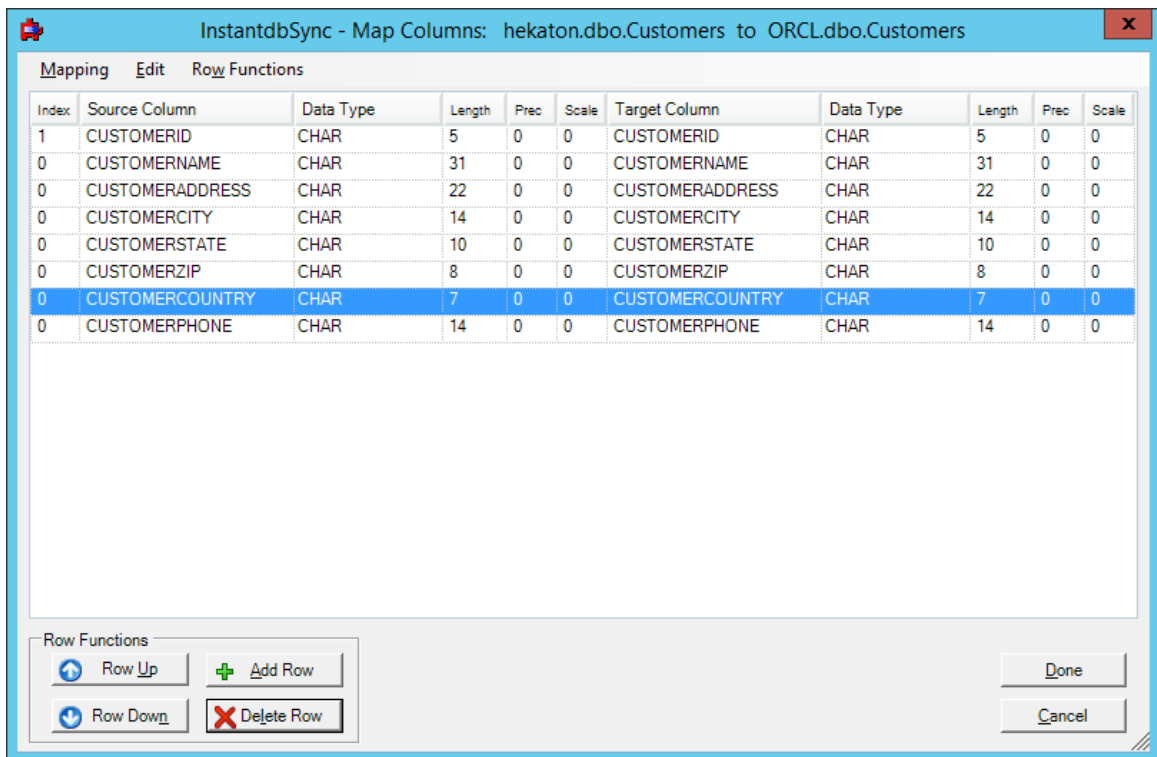 InstantdbSync - Map Columns: hekaton.dbo.Customers to ORCL.dbo.Customers
x
Mapping Edit Row Functions
Index Source Column Data Type Length Prec Scale Target Column Data Type Length Prec Scale
1 CUSTOMERID CHAR 5 0 0 CUSTOMERID CHAR 5 0 0
0 CUSTOMERNAME CHAR 31 0 0 CUSTOMERNAME CHAR 31 0 0
0 CUSTOMERADDRESS CHAR 22 0 0 CUSTOMERADDRESS CHAR 22 0 0
0 CUSTOMERCITY CHAR 14 0 0 CUSTOMERCITY CHAR 14 0 0
0 CUSTOMERSTATE CHAR 10 0 0 CUSTOMERSTATE CHAR 10 0 0
0 CUSTOMERZIP CHAR 8 0 0 CUSTOMERZIP CHAR 8 0 0
0 CUSTOMERCOUNTRY CHAR 7 0 0 CUSTOMERCOUNTRY CHAR 7 0 0
0 CUSTOMERPHONE CHAR 14 0 0 CUSTOMERPHONE CHAR 14 0 0
Row Functions
Row Up Add Row Done
Row Down Delete Row Cancel